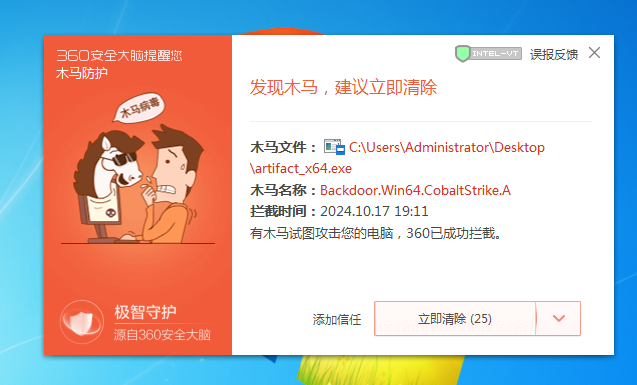 360安全大脑提醒您
木马防护
木马病毒
极智守护
源自360安全大脑
INTEL-VT
误报反馈
发现木马，建议立即清除
木马文件： C:\Users\Administrator\Desktop
\artifact_x64.exe
木马名称：Backdoor.Win64.CobaltStrike.A
拦截时间：2024.10.17 19:11
有木马试图攻击您的电脑，360已成功拦截。
添加信任
立即清除 (25)